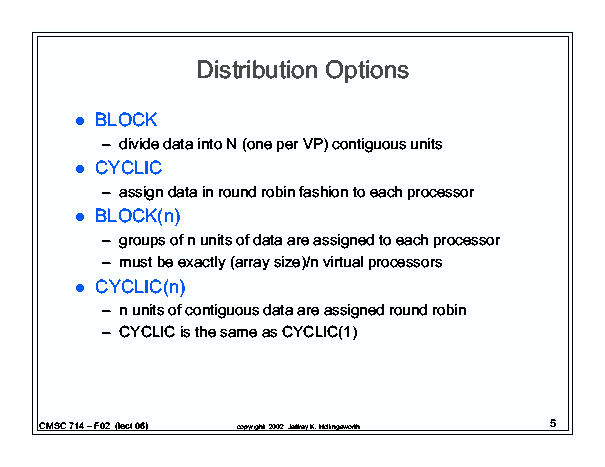 Distribution Options
● BLOCK
– divide data into N (one per VP) contiguous units
● CYCLIC
– assign data in round robin fashion to each processor
● BLOCK(n)
– groups of n units of data are assigned to each processor
– must be exactly (array size)/n virtual processors
● CYCLIC(n)
– n units of contiguous data are assigned round robin
– CYCLIC is the same as CYCLIC(1)
CMSC 714 – F02 (lect 06)
copyright 2002 Jeffrey K. Hollingsworth
5